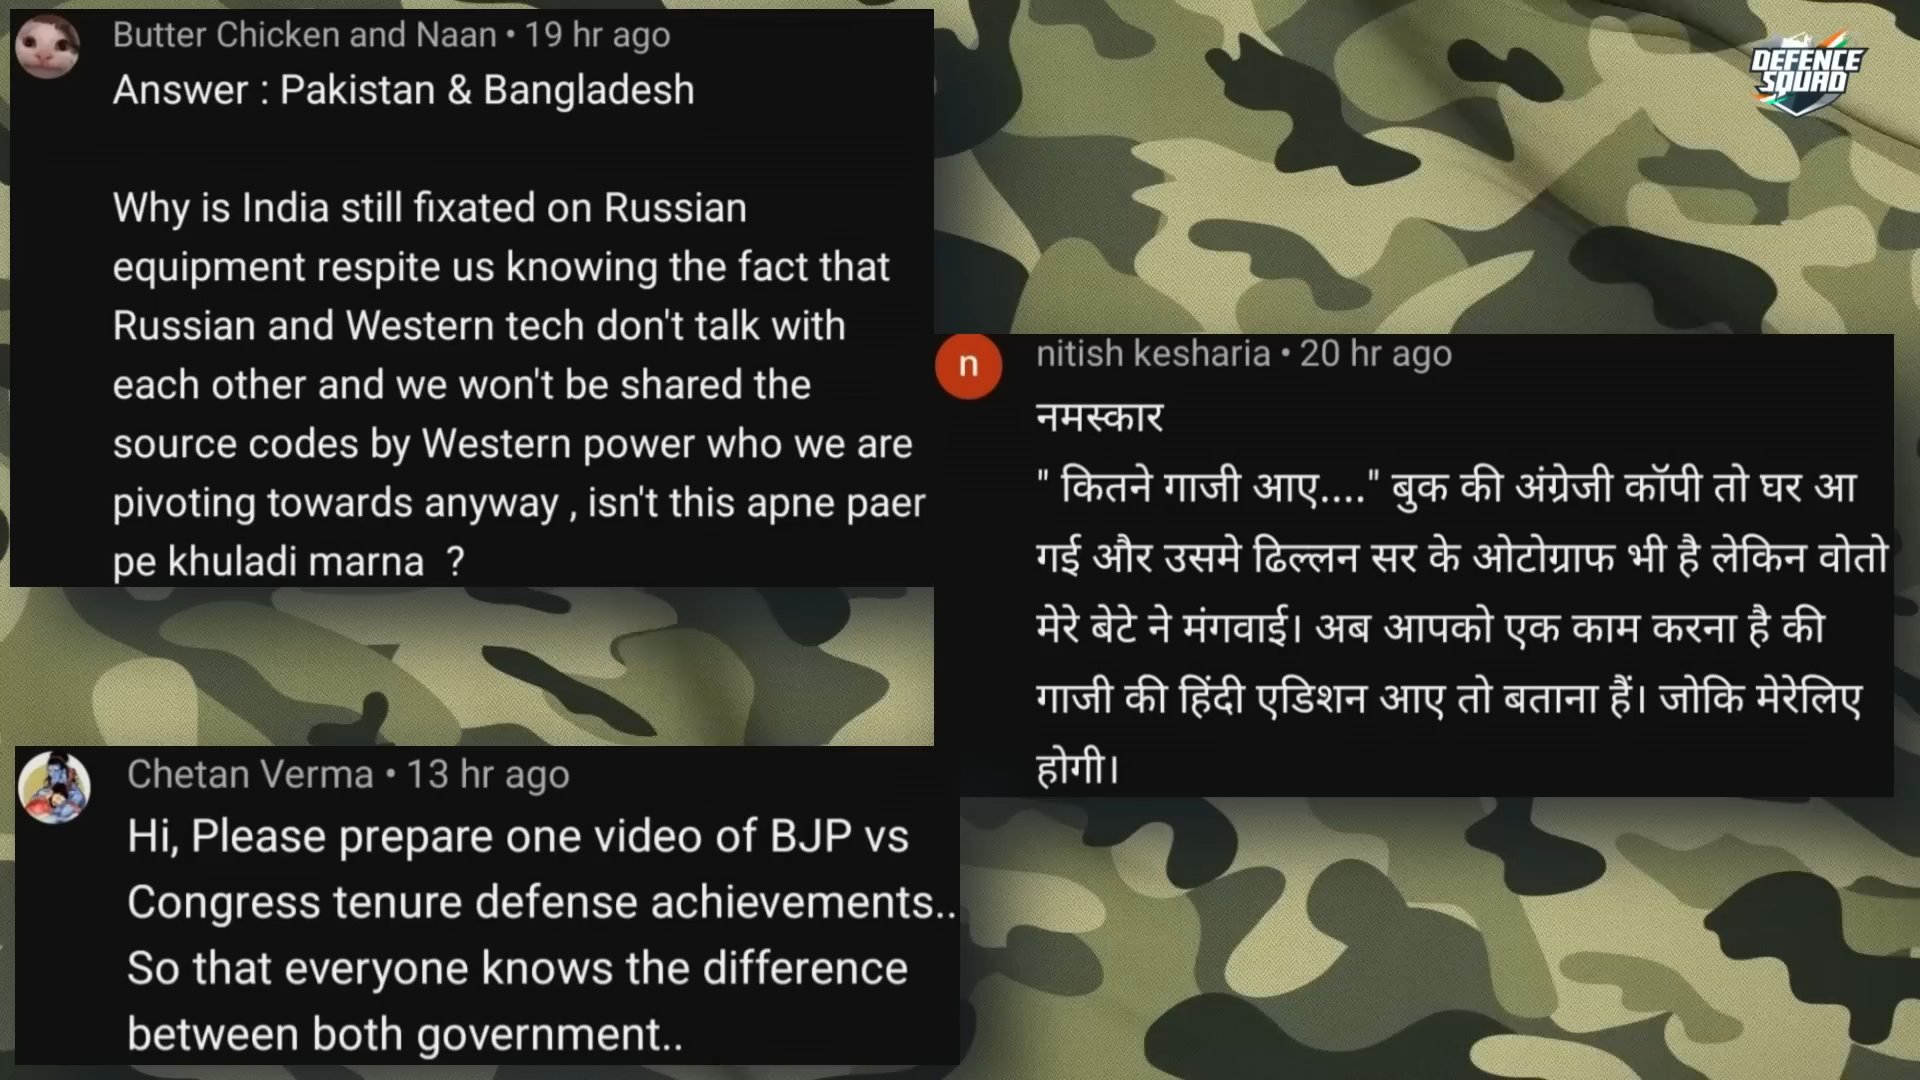 Butter Chicken and Naan • 19 hr ago
Answer : Pakistan & Bangladesh
Why is India still fixated on Russian
equipment respite us knowing the fact that
Russian and Western tech don't talk with
each other and we won't be shared the
source codes by Western power who we are
pivoting towards anyway , isn't this apne paer
pe khuladi marna ?
DEFENCE
SQUAD
n
nitish kesharia • 20 hr ago
नमस्कार
" कितने गाजी आए...." बुक की अंग्रेजी कॉपी तो घर आ
गई और उसमे ढिल्लन सर के ओटोग्राफ भी है लेकिन वोतो
मेरे बेटे ने मंगवाई। अब आपको एक काम करना है की
गाजी की हिंदी एडिशन आए तो बताना हैं। जोकि मेरेलिए
होगी।
Chetan Verma • 13 hr ago
Hi, Please prepare one video of BJP vs
Congress tenure defense achievements..
So that everyone knows the difference
between both government..